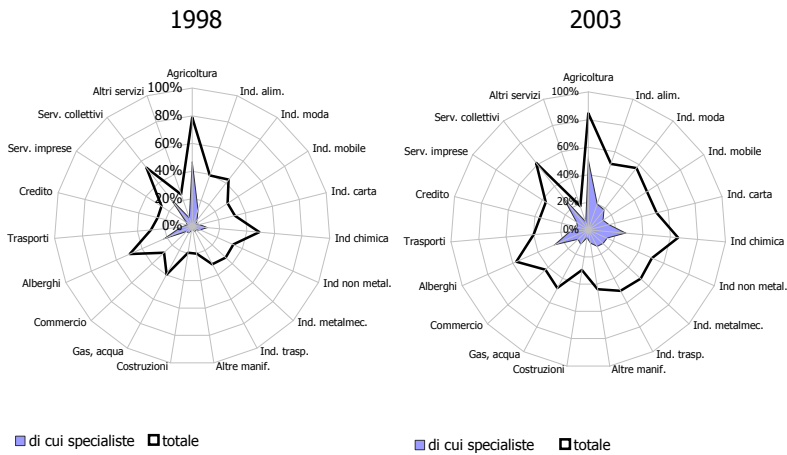 1998
Agricoltura
Ind. alim.
Ind. moda
Ind. mobile
Ind. carta
Ind chimica
Ind non metal.
Ind. metalmec.
Ind. trasp.
Altre manif.
Costruzioni
Gas, acqua
Commercio
Alberghi
Trasporti
Credito
Serv. imprese
Serv. collettivi
Altri servizi
100%
80%
60%
40%
20%
0%
di cui specialiste
totale
2003
Agricoltura
Ind. alim.
Ind. moda
Ind. mobile
Ind. carta
Ind chimica
Ind non metal.
Ind. metalmec.
Ind. trasp.
Altre manif.
Costruzioni
Gas, acqua
Commercio
Alberghi
Trasporti
Credito
Serv. imprese
Serv. collettivi
Altri servizi
100%
80%
60%
40%
20%
0%
di cui specialiste
totale